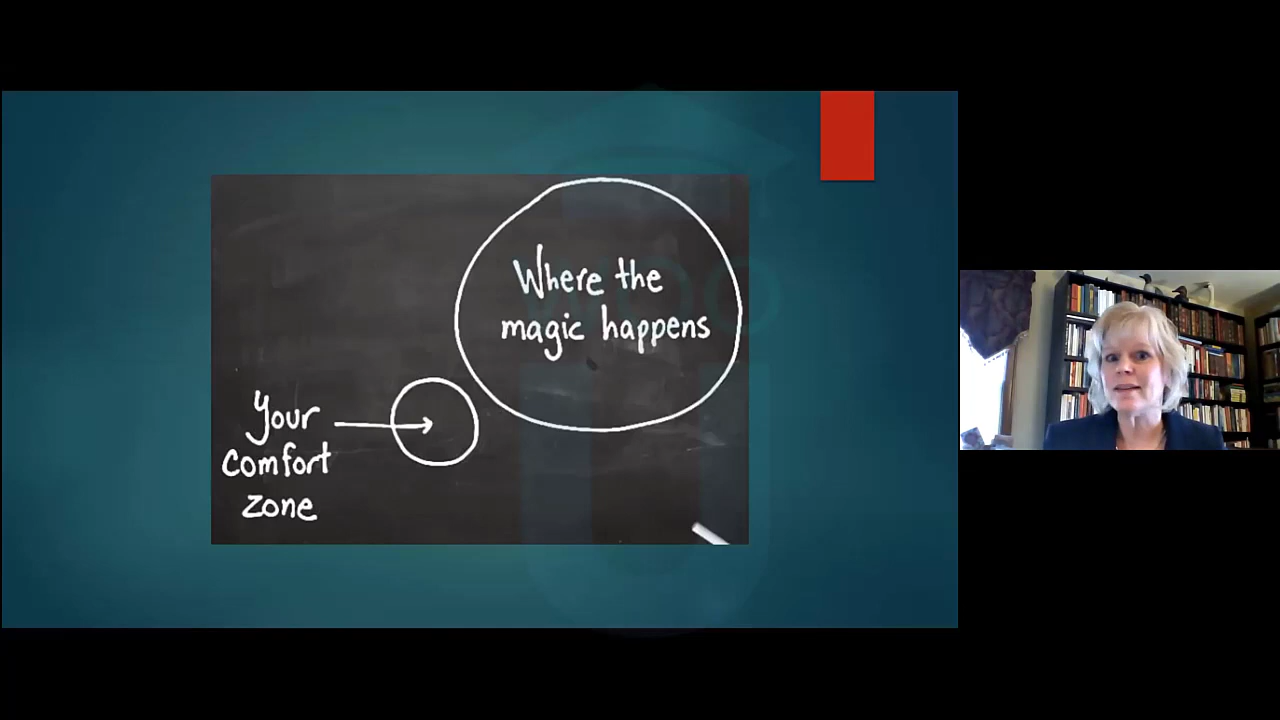 Where the
magic happens
Your
comfort
zone